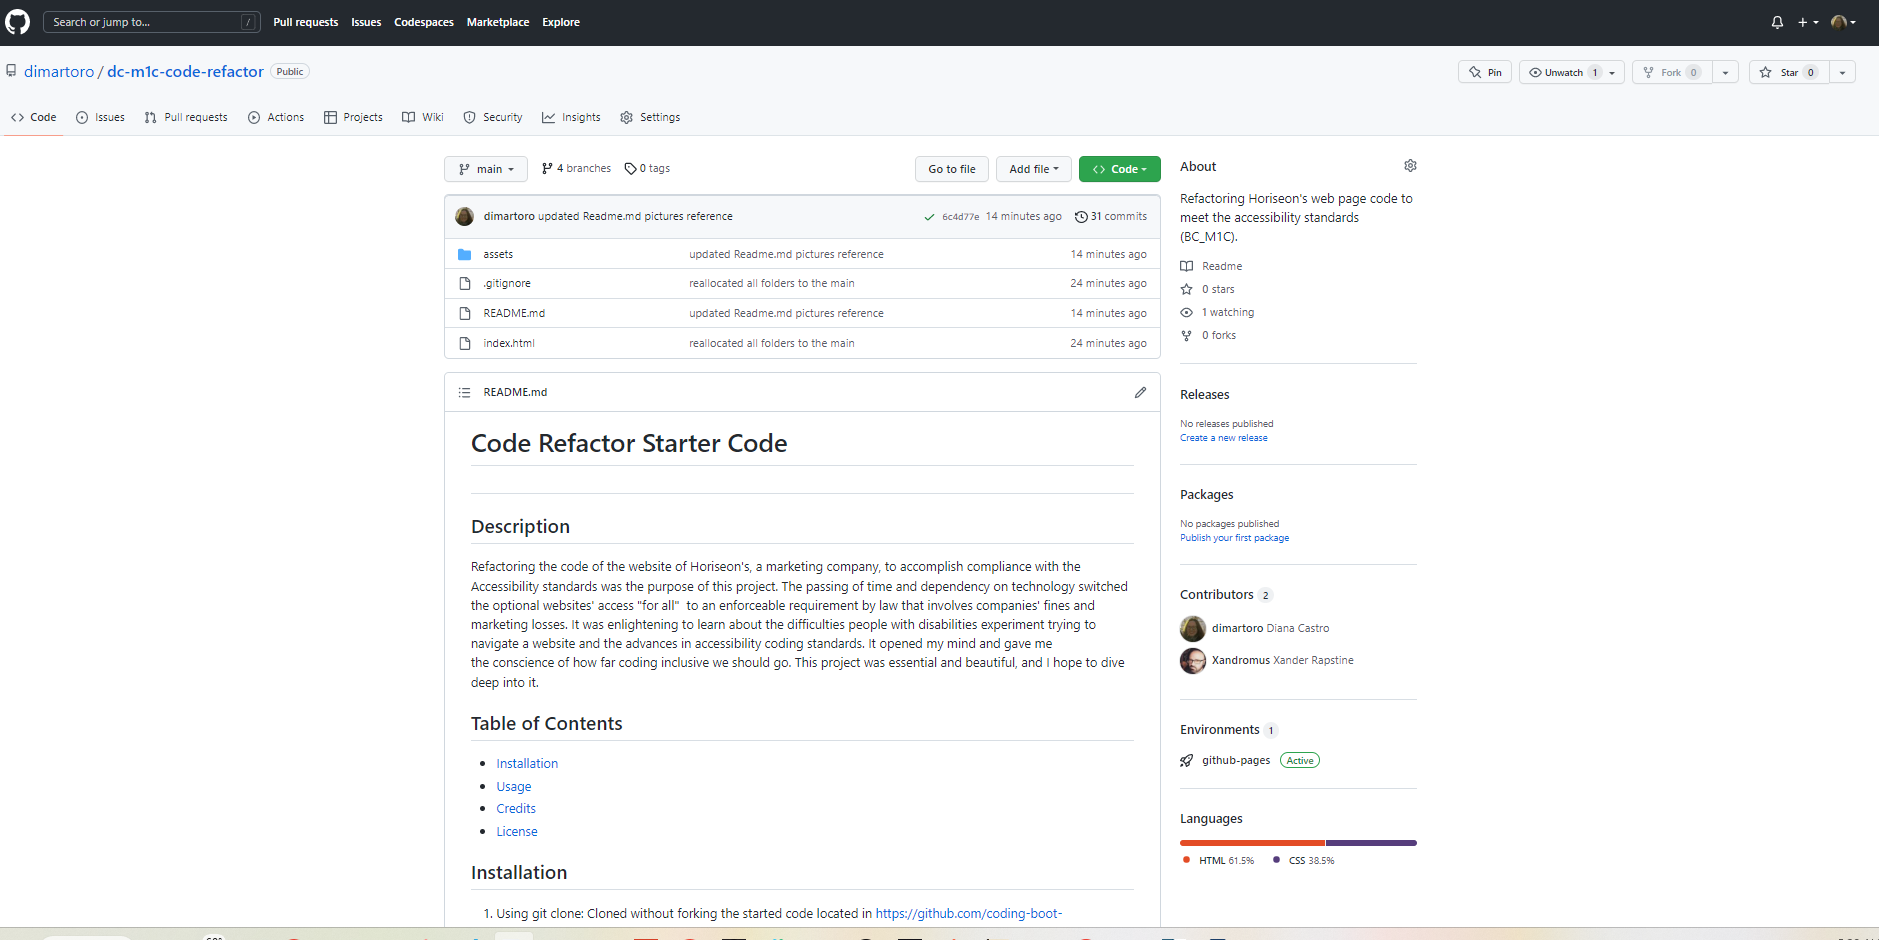 Search or jump to... /
Pull requests Issues Codespaces Marketplace Explore
dimartoro / dc-m1c-code-refactor Public
Pin Unwatch 1 Fork 0 Star 0
Code Issues Pull requests Actions Projects Wiki Security Insights Settings
main 4 branches 0 tags Go to file Add file Code
dimartoro updated Readme.md pictures reference 6c4d77e 14 minutes ago 31 commits
assets updated Readme.md pictures reference 14 minutes ago
.gitignore reallocated all folders to the main 24 minutes ago
README.md updated Readme.md pictures reference 14 minutes ago
index.html reallocated all folders to the main 24 minutes ago
README.md
Code Refactor Starter Code
Description
Refactoring the code of the website of Horiseon's, a marketing company, to accomplish compliance with the
Accessibility standards was the purpose of this project. The passing of time and dependency on technology switched
the optional websites' access "for all" to an enforceable requirement by law that involves companies' fines and
marketing losses. It was enlightening to learn about the difficulties people with disabilities experiment trying to
navigate a website and the advances in accessibility coding standards. It opened my mind and gave me
the conscience of how far coding inclusive we should go. This project was essential and beautiful, and I hope to dive
deep into it.
Table of Contents
Installation
Usage
Credits
License
Installation
1. Using git clone: Cloned without forking the started code located in https://github.com/coding-boot-
About
Refactoring Horiseon's web page code to
meet the accessibility standards
(BC_M1C).
Readme
0 stars
1 watching
0 forks
Releases
No releases published
Create a new release
Packages
No packages published
Publish your first package
Contributors 2
dimartoro Diana Castro
Xandromus Xander Rapstine
Environments 1
github-pages Active
Languages
HTML 61.5% CSS 38.5%